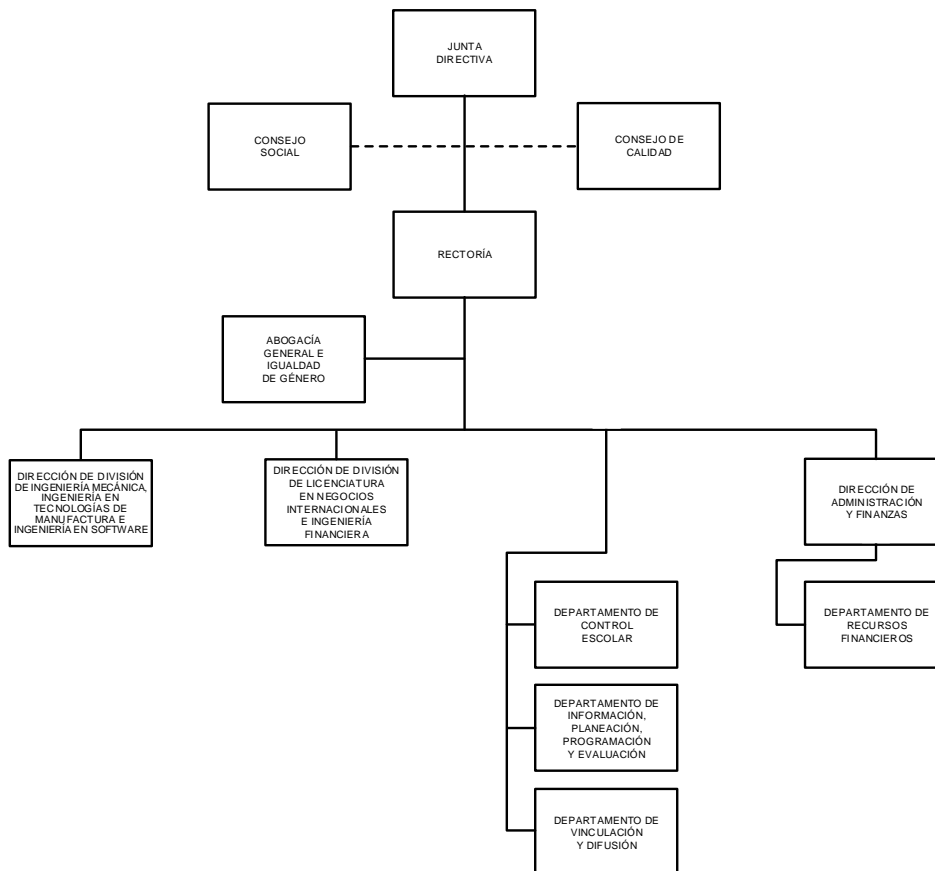 JUNTA
DIRECTIVA
CONSEJO
SOCIAL
CONSEJO DE
CALIDAD
RECTORÍA
ABOGACÍA
GENERAL E
IGUALDAD
DE GÉNERO
DIRECCIÓN DE DIVISIÓN
DE INGENIERÍA MECÁNICA,
INGENIERÍA EN
TECNOLOGÍAS DE
MANUFACTURA E
INGENIERÍA EN SOFTWARE
DIRECCIÓN DE DIVISIÓN
DE LICENCIATURA
EN NEGOCIOS
INTERNACIONALES
E INGENIERÍA
FINANCIERA
DIRECCIÓN DE
ADMINISTRACIÓN
Y FINANZAS
DEPARTAMENTO DE
CONTROL
ESCOLAR
DEPARTAMENTO DE
RECURSOS
FINANCIEROS
DEPARTAMENTO DE
INFORMACIÓN,
PLANEACIÓN,
PROGRAMACIÓN
Y EVALUACIÓN
DEPARTAMENTO DE
VINCULACIÓN
Y DIFUSIÓN